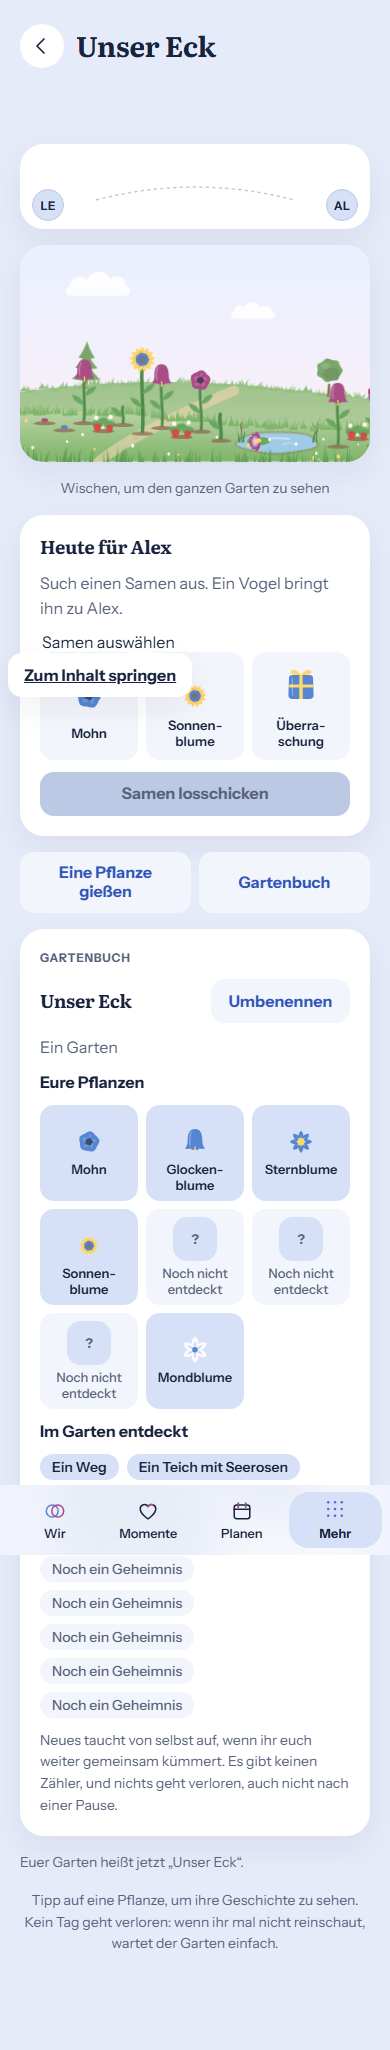 Unser Eck
LE
AL
Wischen, um den ganzen Garten zu sehen
Heute für Alex
Such einen Samen aus. Ein Vogel bringt
ihn zu Alex.
Samen auswählen
Zum Inhalt springen
Mohn
Sonnen-
blume
Überra-
schung
Samen losschicken
Eine Pflanze
gießen
Gartenbuch
GARTENBUCH
Unser Eck
Umbenennen
Ein Garten
Eure Pflanzen
Mohn
Glocken-
blume
Sternblume
Sonnen-
blume
?
Noch nicht
entdeckt
?
Noch nicht
entdeckt
?
Noch nicht
entdeckt
Mondblume
Im Garten entdeckt
Ein Weg
Ein Teich mit Seerosen
Wir
Momente
Planen
Mehr
Noch ein Geheimnis
Noch ein Geheimnis
Noch ein Geheimnis
Noch ein Geheimnis
Noch ein Geheimnis
Neues taucht von selbst auf, wenn ihr euch
weiter gemeinsam kümmert. Es gibt keinen
Zähler, und nichts geht verloren, auch nicht nach
einer Pause.
Euer Garten heißt jetzt „Unser Eck“.
Tipp auf eine Pflanze, um ihre Geschichte zu sehen.
Kein Tag geht verloren: wenn ihr mal nicht reinschaut,
wartet der Garten einfach.